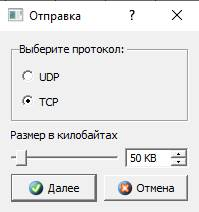 Отправка ?
Выберите протокол:
UDP
TCP
Размер в килобайтах
50 KB
Далее Отмена